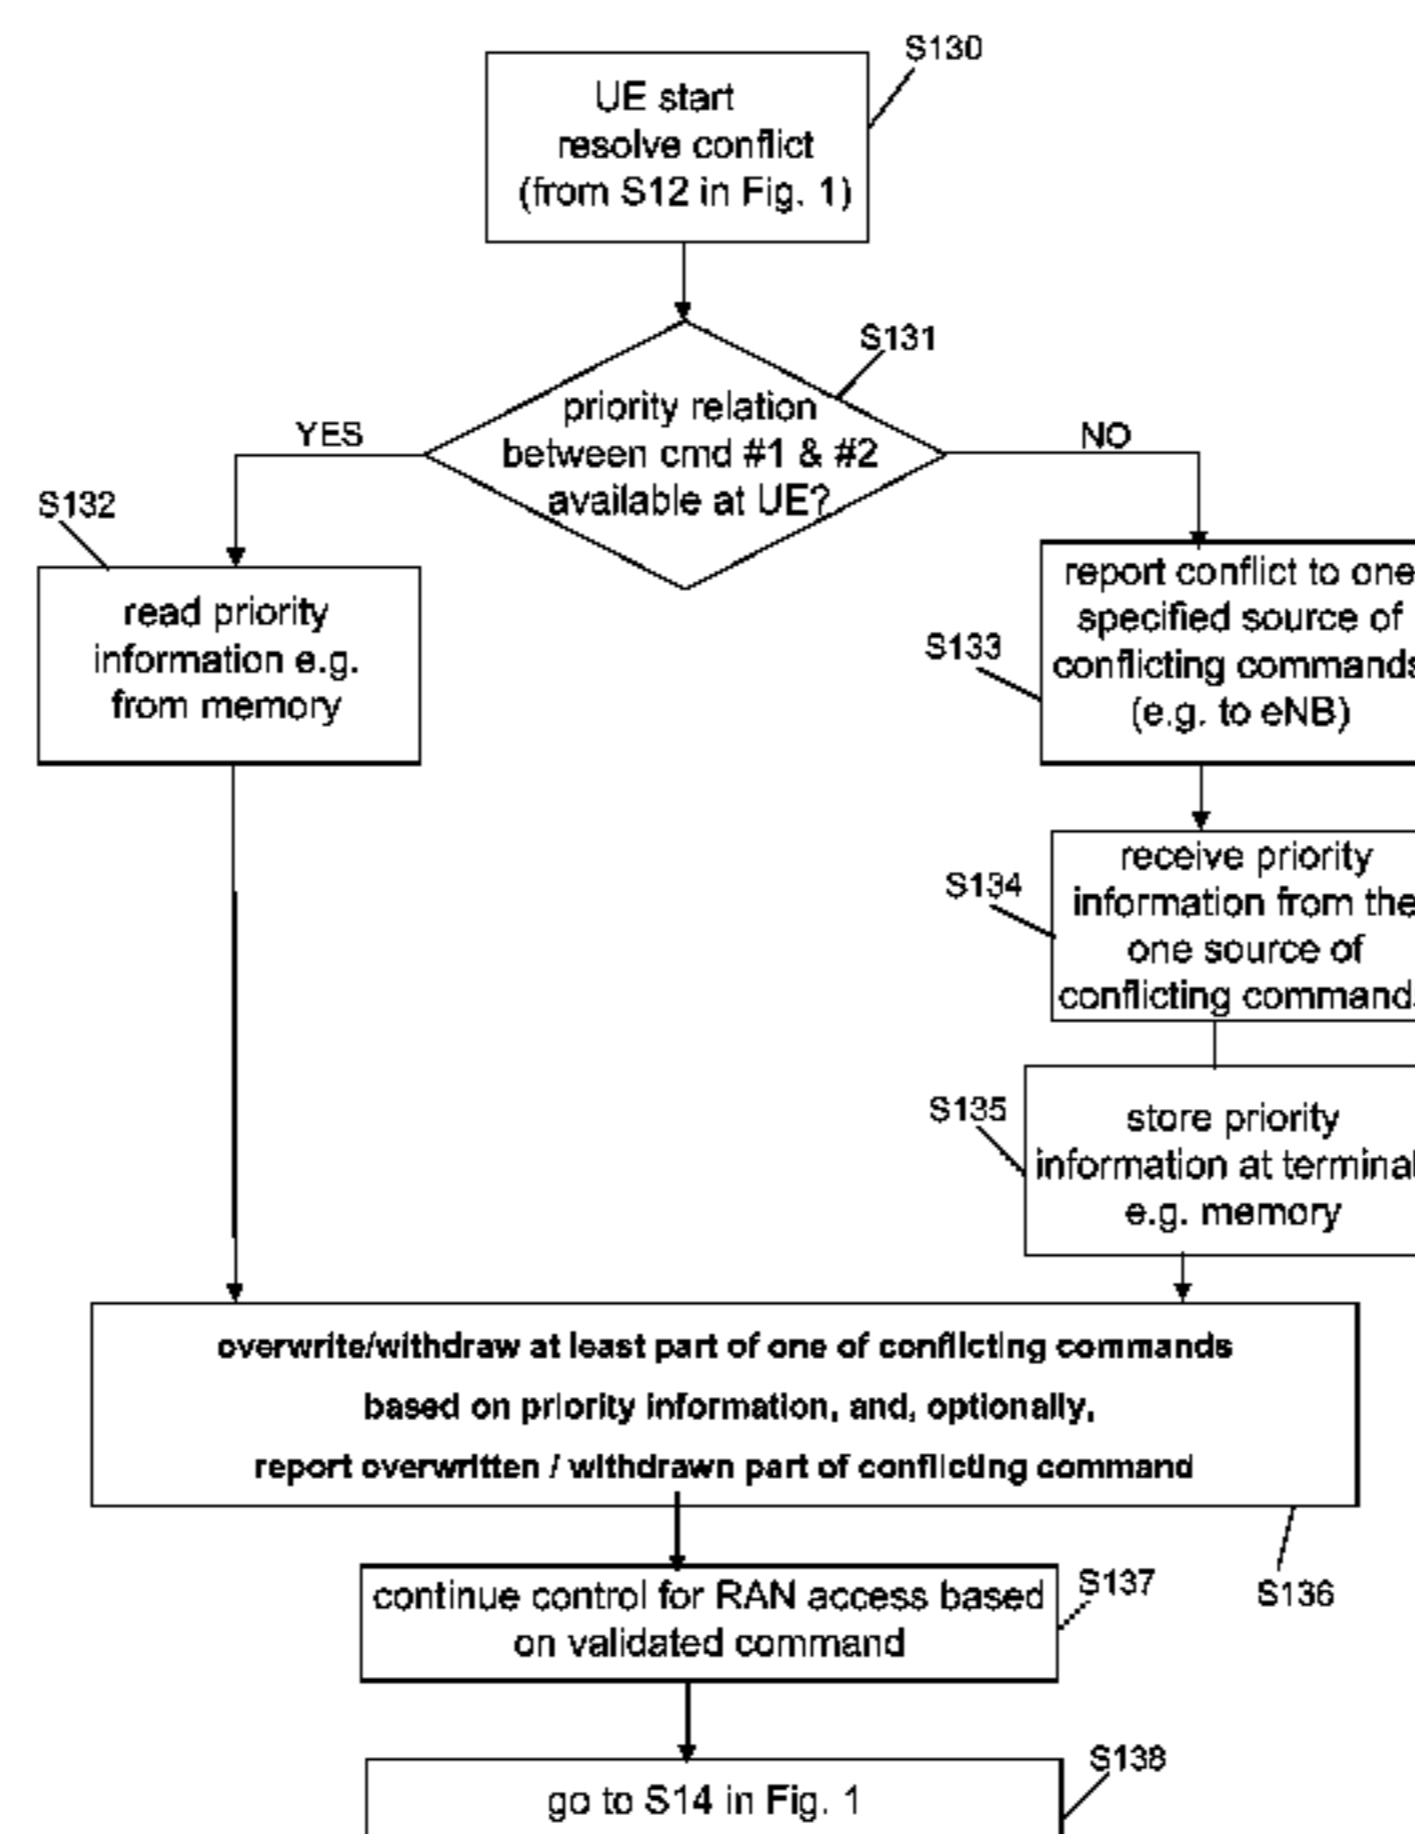 S130
UE start
resolve conflict
(from S12 in Fig. 1)
S131
priority relation
between cmd #1 & #2
available at UE?
YES
NO
S132
read priority
information e.g.
from memory
S133
report conflict to one
specified source of
conflicting commands
(e.g. to eNB)
S134
receive priority
information from the
one source of
conflicting command
S135
store priority
information at terminal
e.g. memory
overwrite/withdraw at least part of one of conflicting commands
based on priority information, and, optionally,
report overwritten / withdrawn part of conflicting command
S136
continue control for RAN access based
on validated command
S137
S138
go to S14 in Fig. 1